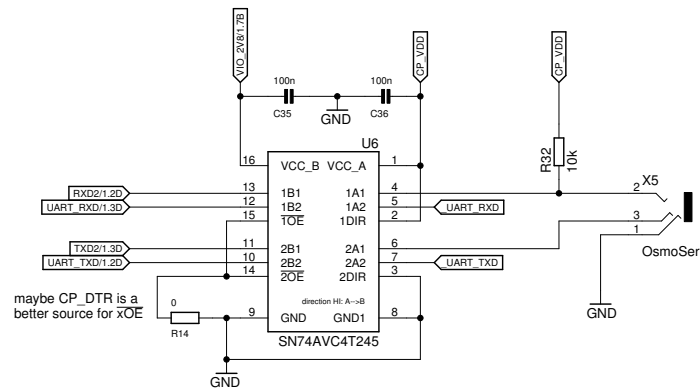 VIO_2V8/1.7B
CP_VDD
CP_VDD
100n
100n
C35
C36
GND
U6
R32
10k
X5
16 VCC_B VCC_A 1
RXD2/1.2D 13 1B1 1A1 4 2
UART_RXD/1.3D 12 1B2 1A2 5 _UART_RXD
15 1OE 1DIR 2
TXD2/1.3D 11 2B1 2A1 6 3
UART_TXD/1.2D 10 2B2 2A2 7 _UART_TXD 1
14 2OE 2DIR 3
OsmoSer
maybe CP_DTR is a
better source for xOE
0
R14
direction HI: A-->B
9 GND GND1 8
SN74AVC4T245
GND
GND